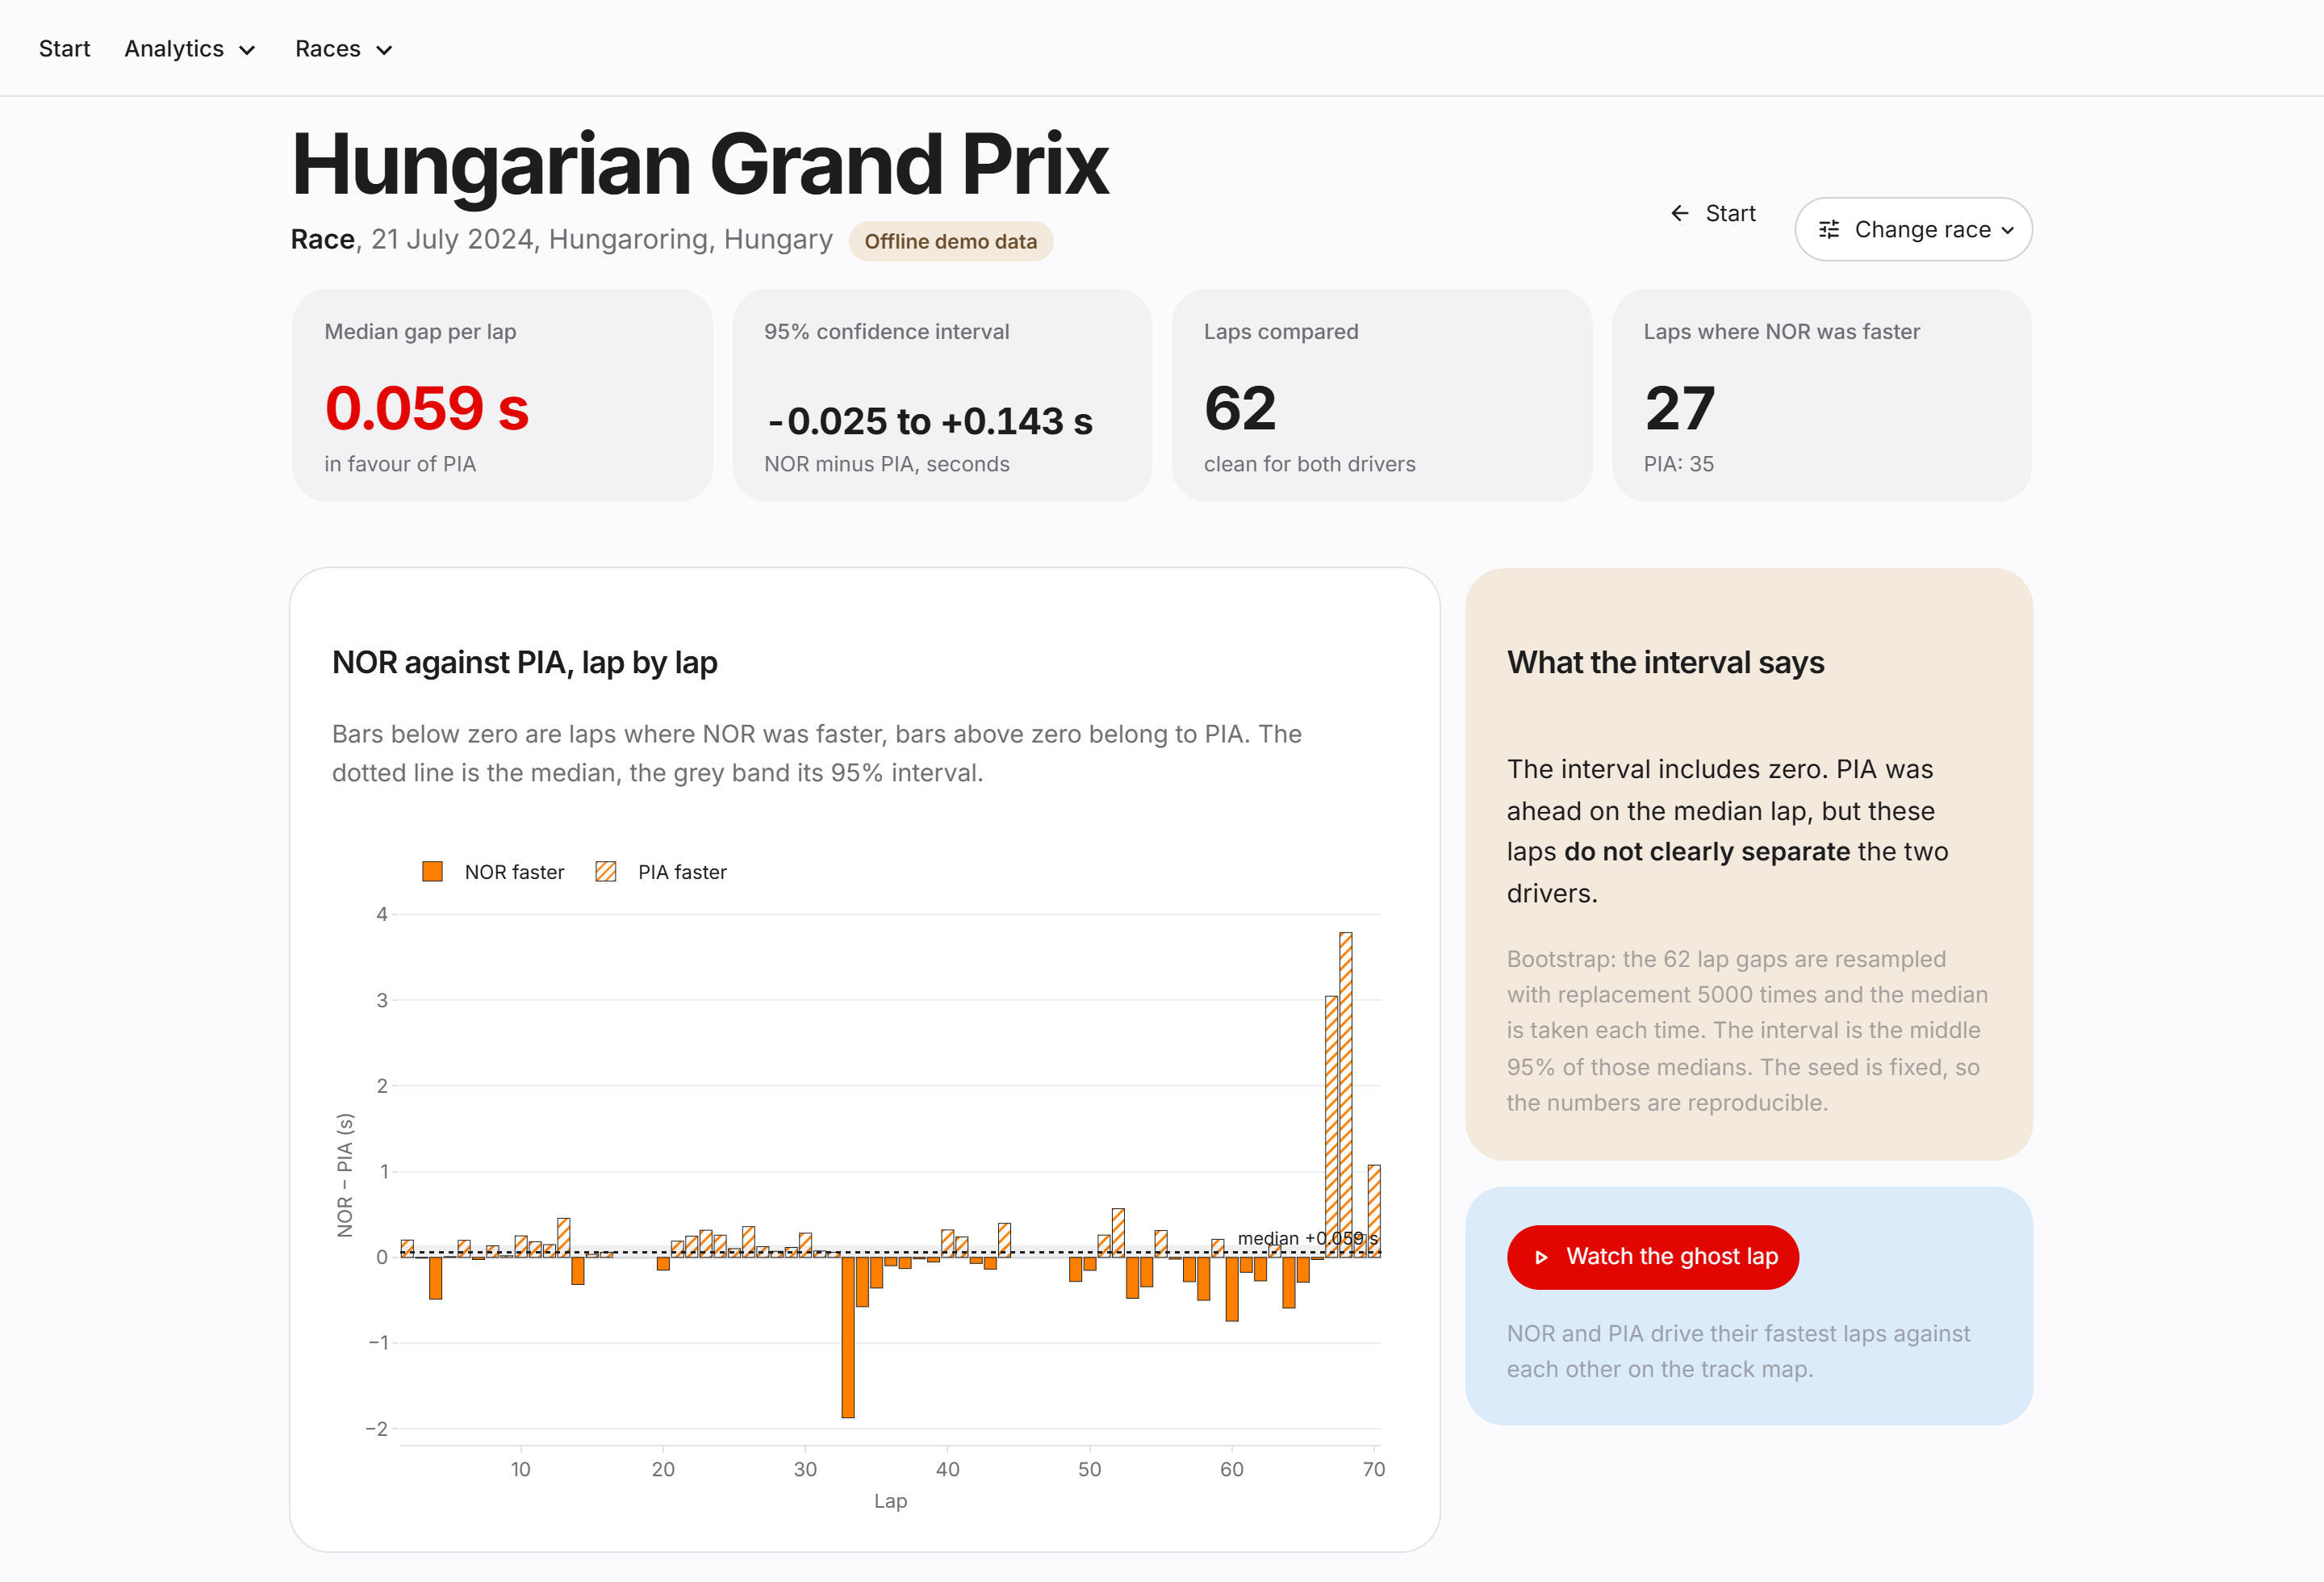 Start Analytics Races
Hungarian Grand Prix
Race, 21 July 2024, Hungaroring, Hungary Offline demo data
Start
Change race
Median gap per lap
0.059 s
in favour of PIA
95% confidence interval
-0.025 to +0.143 s
NOR minus PIA, seconds
Laps compared
62
clean for both drivers
Laps where NOR was faster
27
PIA: 35
NOR against PIA, lap by lap
Bars below zero are laps where NOR was faster, bars above zero belong to PIA. The
dotted line is the median, the grey band its 95% interval.
NOR faster PIA faster
4
3
2
1
0
−1
−2
NOR − PIA (s)
median +0.059 s
10 20 30 40 50 60 70
Lap
What the interval says
The interval includes zero. PIA was
ahead on the median lap, but these
laps do not clearly separate the two
drivers.
Bootstrap: the 62 lap gaps are resampled
with replacement 5000 times and the median
is taken each time. The interval is the middle
95% of those medians. The seed is fixed, so
the numbers are reproducible.
Watch the ghost lap
NOR and PIA drive their fastest laps against
each other on the track map.